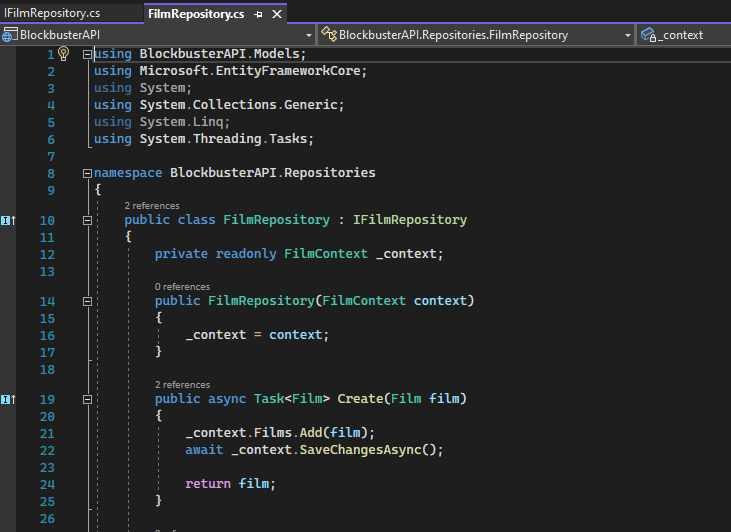 IFilmRepository.cs FilmRepository.cs
BlockbusterAPI BlockbusterAPI.Repositories.FilmRepository _context
1 using BlockbusterAPI.Models;
2 using Microsoft.EntityFrameworkCore;
3 using System;
4 using System.Collections.Generic;
5 using System.Linq;
6 using System.Threading.Tasks;
7
8 namespace BlockbusterAPI.Repositories
9 {
2 references
10 public class FilmRepository : IFilmRepository
11 {
12 private readonly FilmContext _context;
13
0 references
14 public FilmRepository(FilmContext context)
15 {
16 _context = context;
17 }
18
2 references
19 public async Task<Film> Create(Film film)
20 {
21 _context.Films.Add(film);
22 await _context.SaveChangesAsync();
23
24 return film;
25 }
26